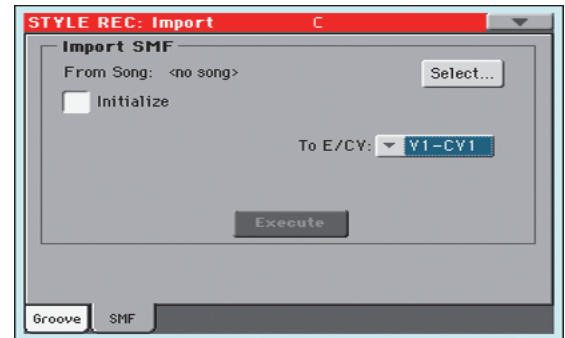 STYLE REC: Import C
Import SMF
From Song: <no song> Select...
Initialize
To E/CV: V1-CV1
Execute
Groove SMF